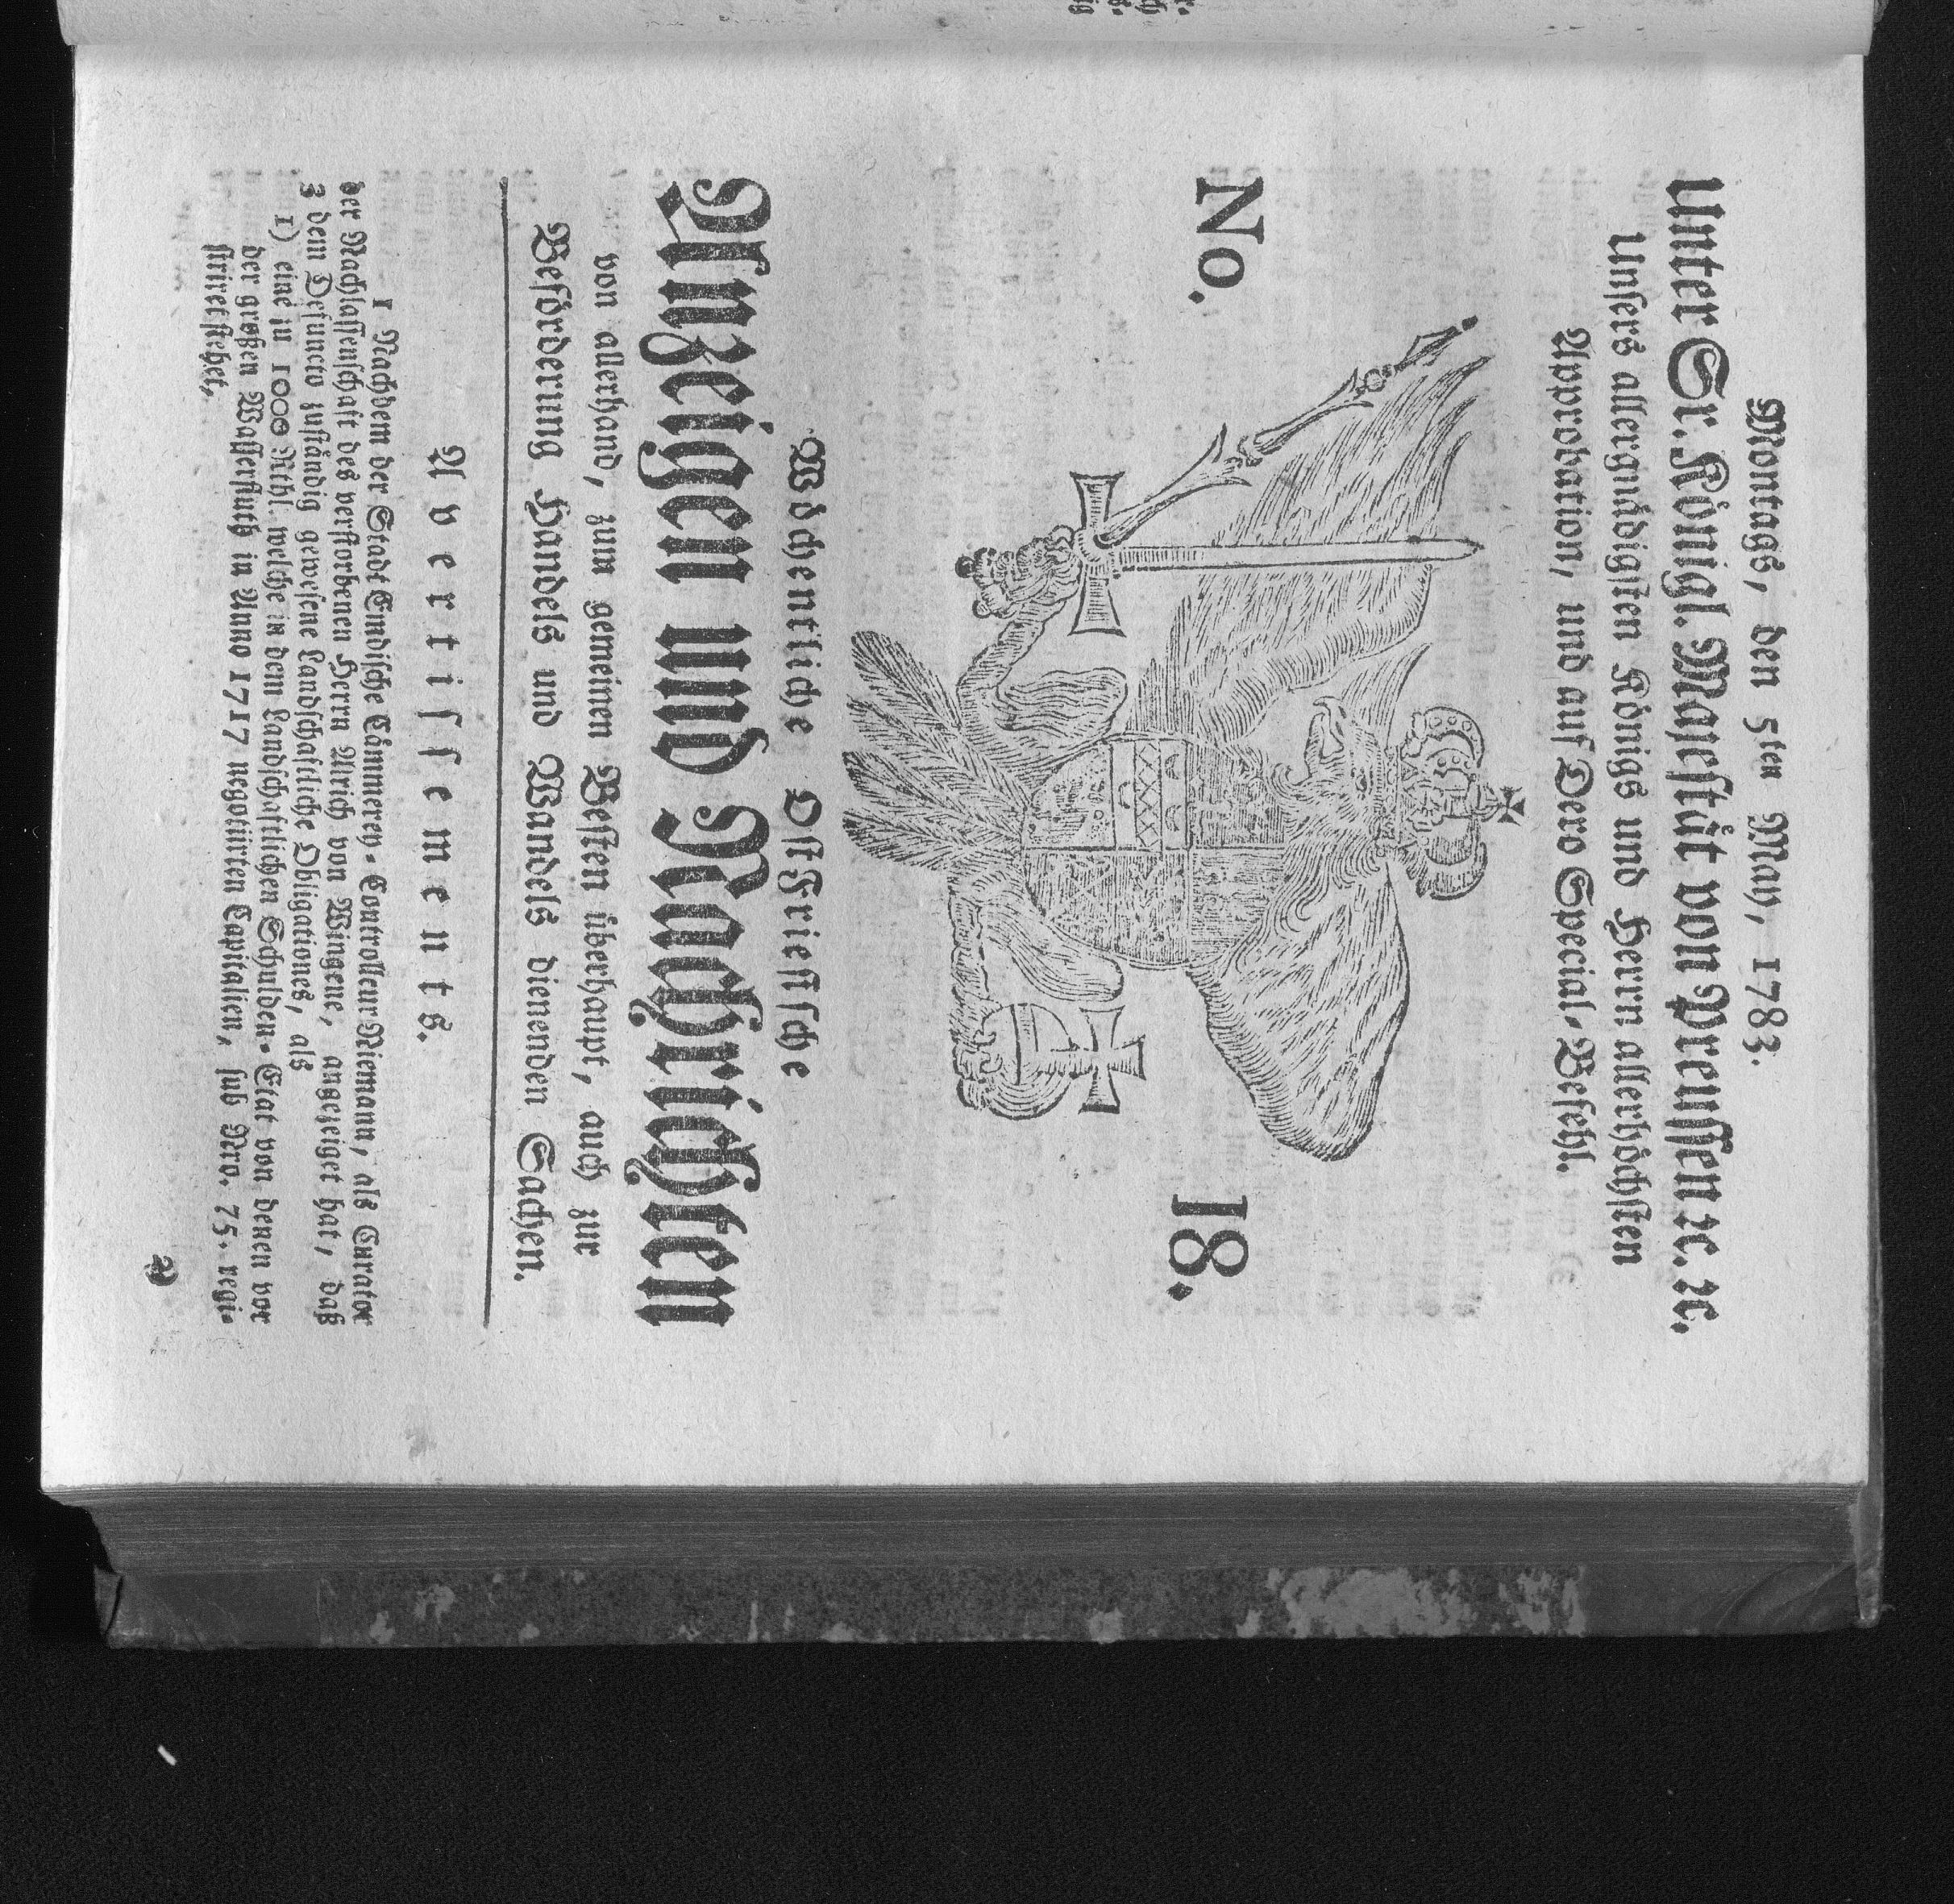 Montags, den 5ten May, 1783.
Unter Sr. Königl. Majestät von Preussen ꝛc. ꝛc.
Unsers allergnädigsten Königs und Herrn allerhöchsten
Approbation, und auf Dero Special-Befehl.
No. 18.
Wöchentliche OstFriesische
Anzeigen und Nachrichten
von allerhand, zum gemeinen Besten überhaupt, auch zur
Beförderung Handels und Wandels dienenden Sachen.
Avertissements.
1 Nachdem der Stadt Emdische Cämmerey-Controlleur Niemann, als Curator
der Nachlassenschaft des verstorbenen Herrn Ulrich von Wingene, angezeiget hat, daß
3 dem Defuncto zuständig gewesene Landschaftliche Obligationes, als
1) eine zu 1000 Rthl. welche in dem Landschaftlichen Schulden-Etat von denen vor
der großen Wasserfluth in Anno 1717 negotiirten Capitalien, sub Nro. 75. regi-
striret stehet,
2)